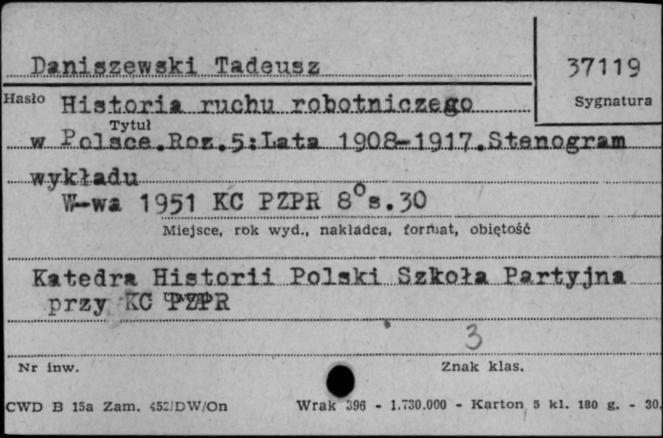 Daniszewski Tadeusz
37119
Hasło
Sygnatura
Historia ruchu robotniczego
Tytuł
w Polsce.Roz.5:Lata 1908-1917.Stenogram
wykładu
W-wa 1951 KC PZPR 8° s.30
Miejsce, rok wyd., nakładca, format, objętość
Katedra Historii Polski Szkoła Partyjna
przy KC PZPR
3
Nr inw.
Znak klas.
CWD B 15a Zam. 452/DW/On
Wrak 396 - 1.730.000 - Karton 5 kl. 180 g. - 30.